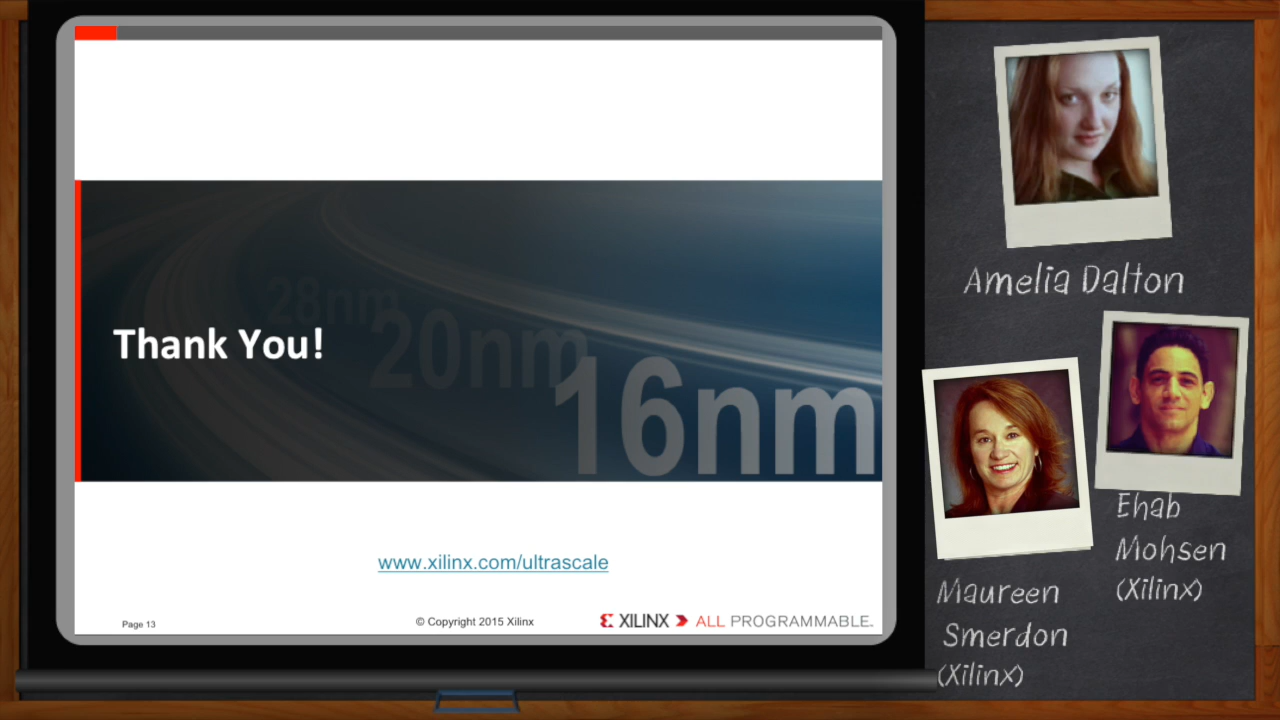 28nm
20nm
16nm
Thank You!
www.xilinx.com/ultrascale
Page 13
© Copyright 2015 Xilinx
XILINX ALL PROGRAMMABLE.
Amelia Dalton
Ehab
Mohsen
(Xilinx)
Maureen
Smerdon
(Xilinx)